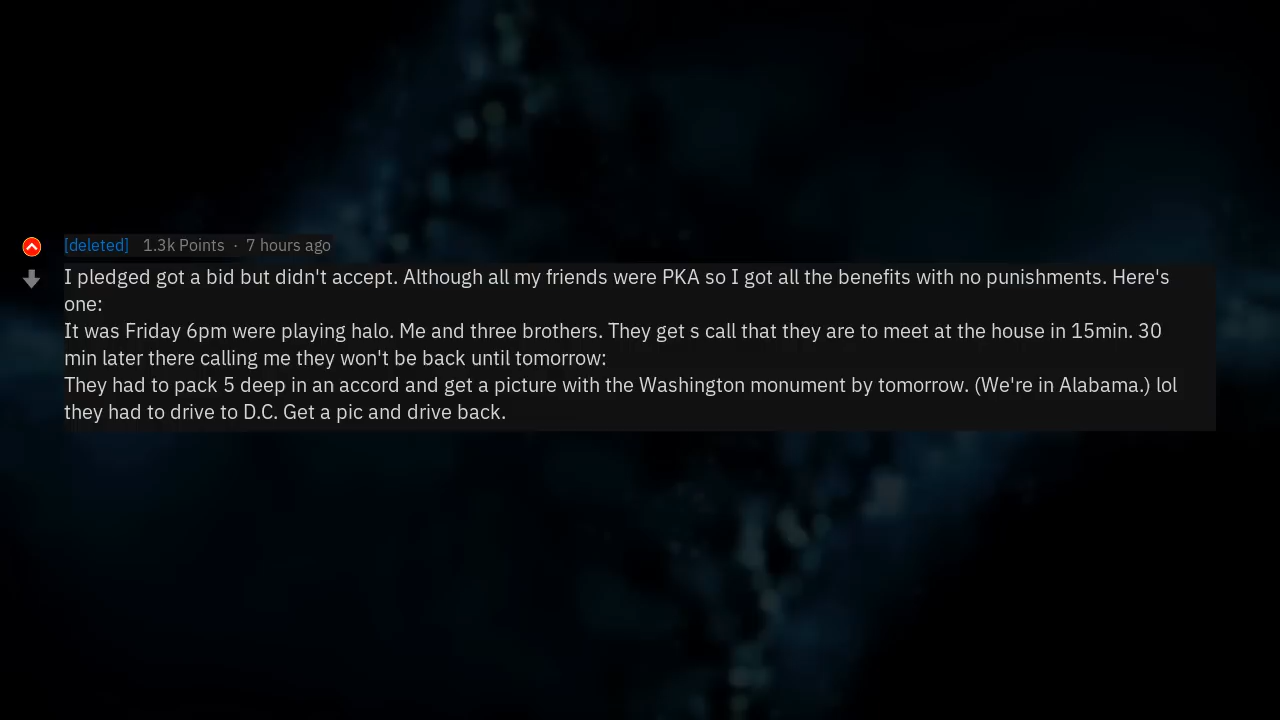 [deleted] 1.3k Points · 7 hours ago
I pledged got a bid but didn't accept. Although all my friends were PKA so I got all the benefits with no punishments. Here's
one:
It was Friday 6pm were playing halo. Me and three brothers. They get s call that they are to meet at the house in 15min. 30
min later there calling me they won't be back until tomorrow:
They had to pack 5 deep in an accord and get a picture with the Washington monument by tomorrow. (We're in Alabama.) lol
they had to drive to D.C. Get a pic and drive back.